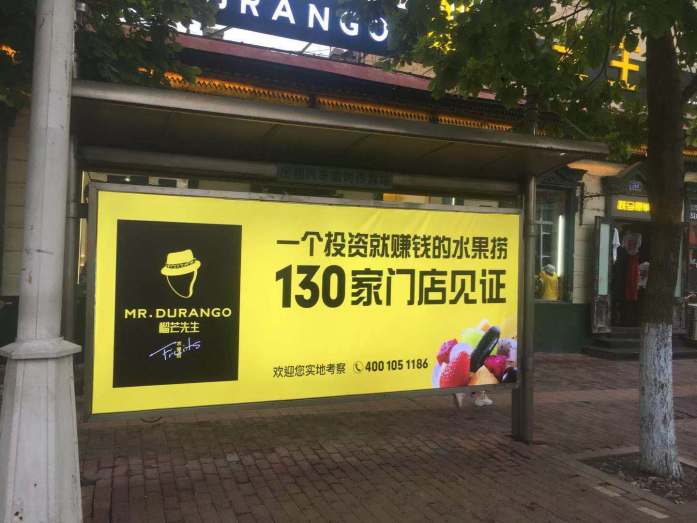 DURANGO
一个投资就赚钱的水果捞
130家门店见证
MR.DURANGO
榴芒先生
Fruits
欢迎您实地考察 400 105 1186